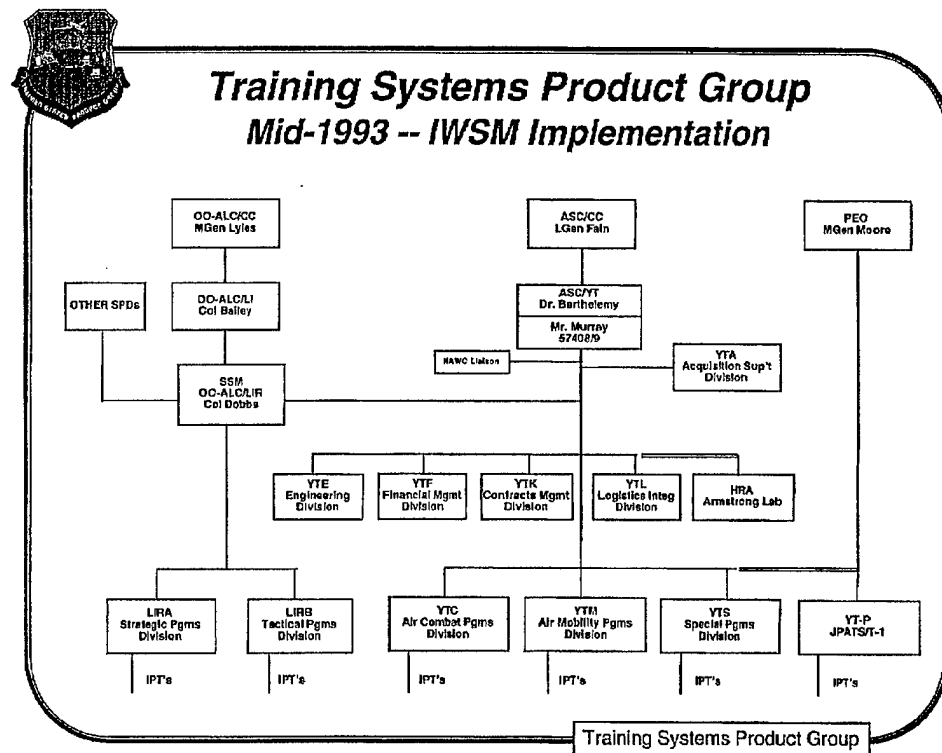 Training Systems Product Group
Mid-1993 -- IWSM Implementation
OO-ALC/CC
MGen Lyles
ASC/CC
LGen Fain
PEO
MGen Moore
OTHER SPDs
OO-ALC/LI
Col Bailey
ASC/YT
Dr. Barthelemy
Mr. Murray
57408/9
NAWC Liaison
YTA
Acquisition Sup't
Division
SSM
OO-ALC/LIR
Col Dobbs
YTE
Engineering
Division
YTF
Financial Mgmt
Division
YTK
Contracts Mgmt
Division
YTL
Logistics Integ
Division
HRA
Armstrong Lab
LIRA
Strategic Pgms
Division
LIRB
Tactical Pgms
Division
YTC
Air Combat Pgms
Division
YTM
Air Mobility Pgms
Division
YTS
Special Pgms
Division
YT-P
JPATS/T-1
IPT's
IPT's
IPT's
IPT's
IPT's
IPT's
Training Systems Product Group